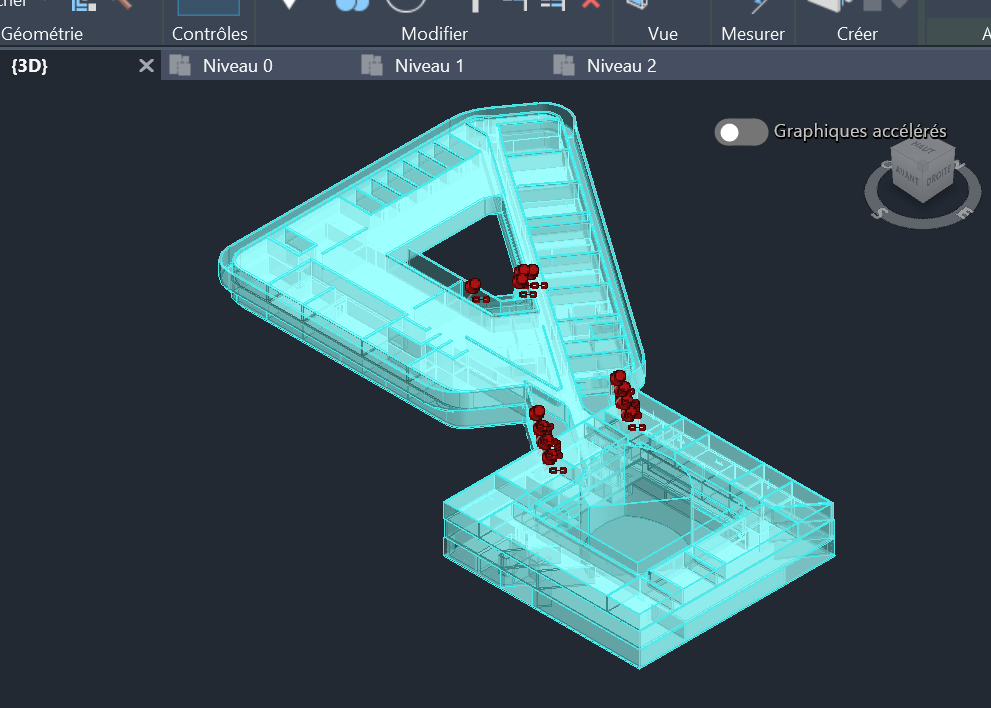 Géométrie Contrôles Modifier Vue Mesurer Créer
{3D} Niveau 0 Niveau 1 Niveau 2
Graphiques accélérés
HAUT
AVANT DROITE
S E